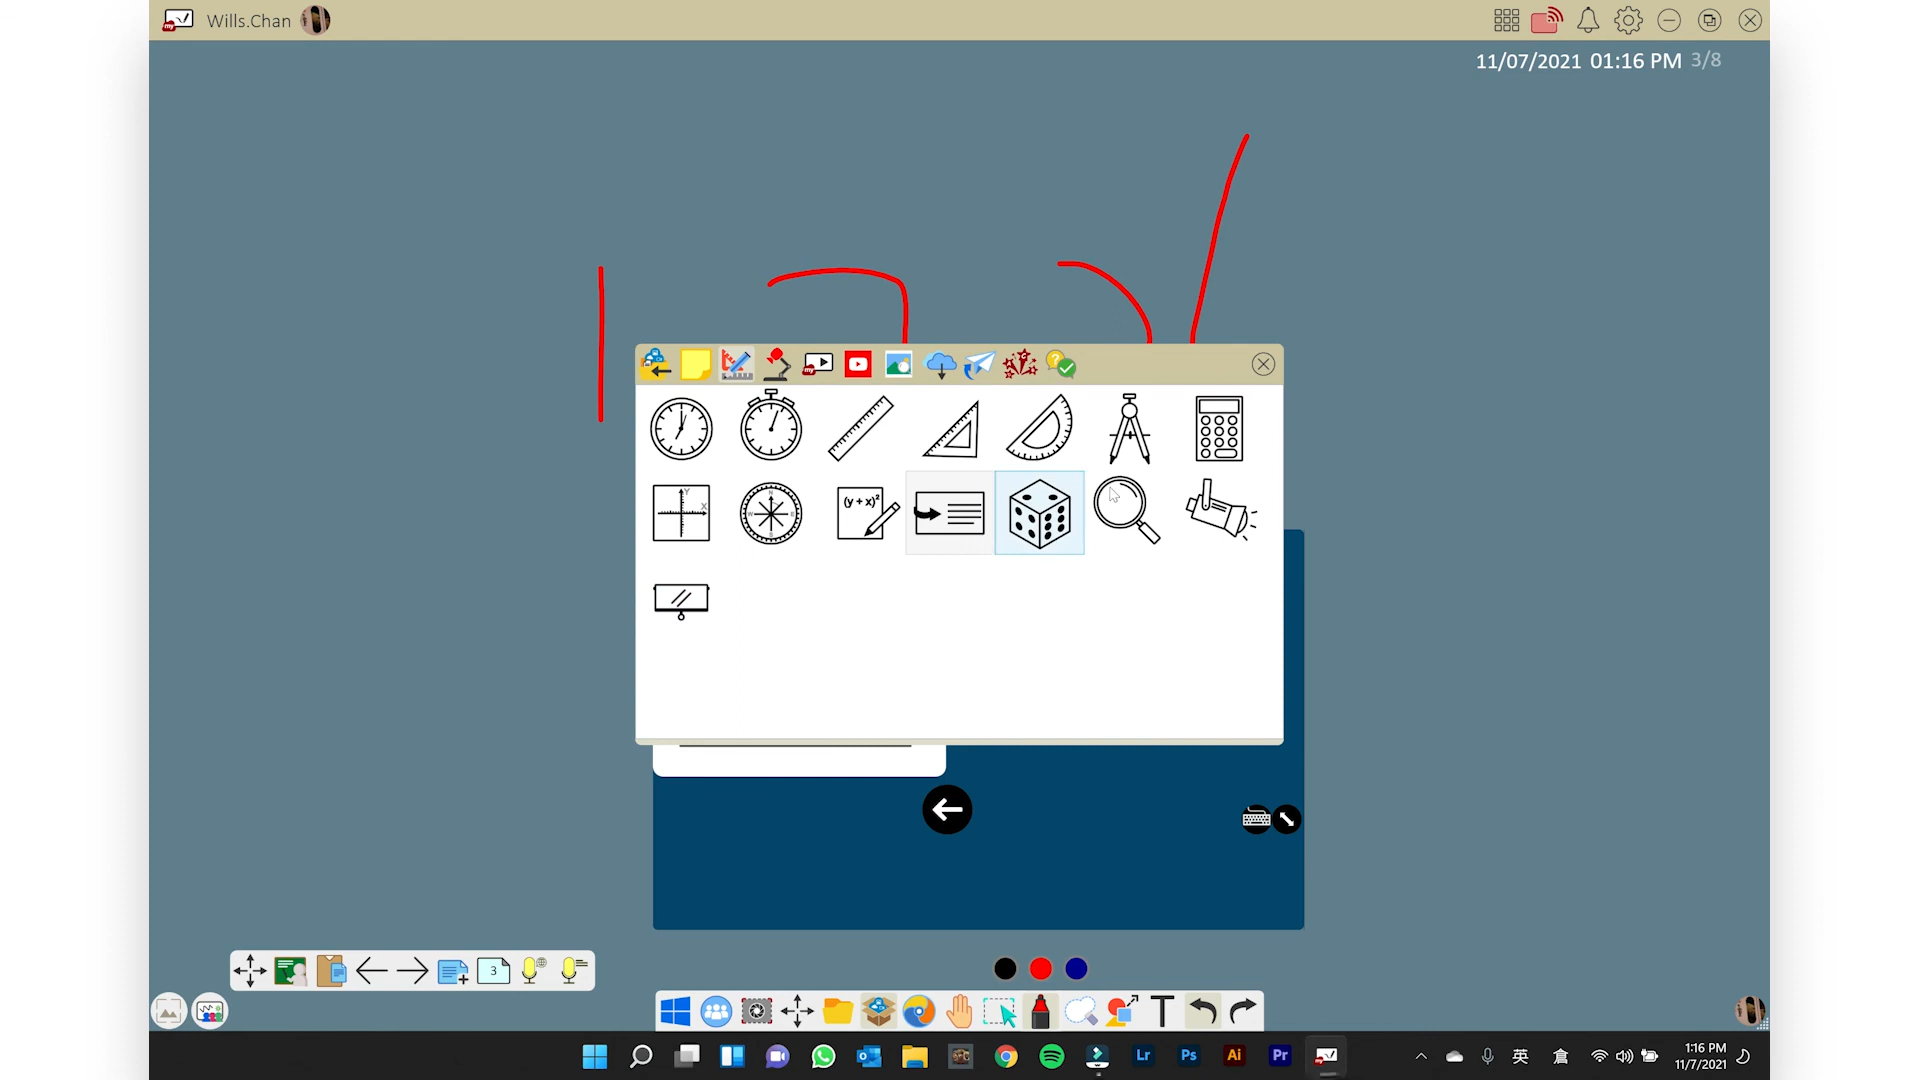 Wills.Chan
11/07/2021 01:16 PM 3/8
Y
X
N
W
E
S
(y + x)²
3
T
Lr
Ps
Ai
Pr
英
倉
1:16 PM
11/7/2021